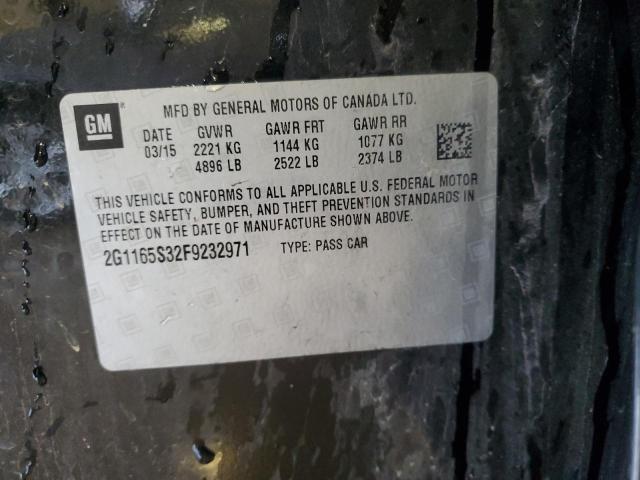 GM
MFD BY GENERAL MOTORS OF CANADA LTD.
DATE GVWR GAWR FRT GAWR RR
03/15 2221 KG 1144 KG 1077 KG
4896 LB 2522 LB 2374 LB
THIS VEHICLE CONFORMS TO ALL APPLICABLE U.S. FEDERAL MOTOR
VEHICLE SAFETY, BUMPER, AND THEFT PREVENTION STANDARDS IN
EFFECT ON THE DATE OF MANUFACTURE SHOWN ABOVE.
2G1165S32F9232971 TYPE: PASS CAR